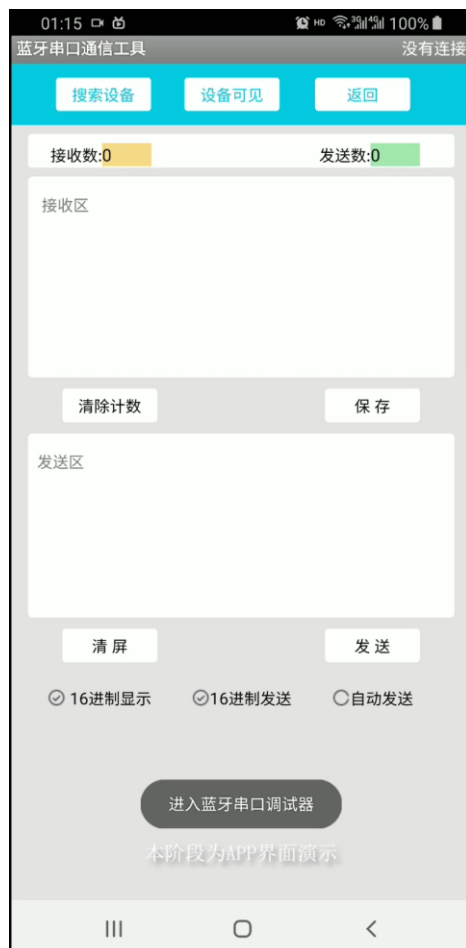 01:15 HD 3G 4G 100%
蓝牙串口通信工具 没有连接
搜索设备 设备可见 返回
接收数:0 发送数:0
接收区
清除计数 保 存
发送区
清 屏 发 送
16进制显示 16进制发送 自动发送
进入蓝牙串口调试器
本阶段为APP界面演示